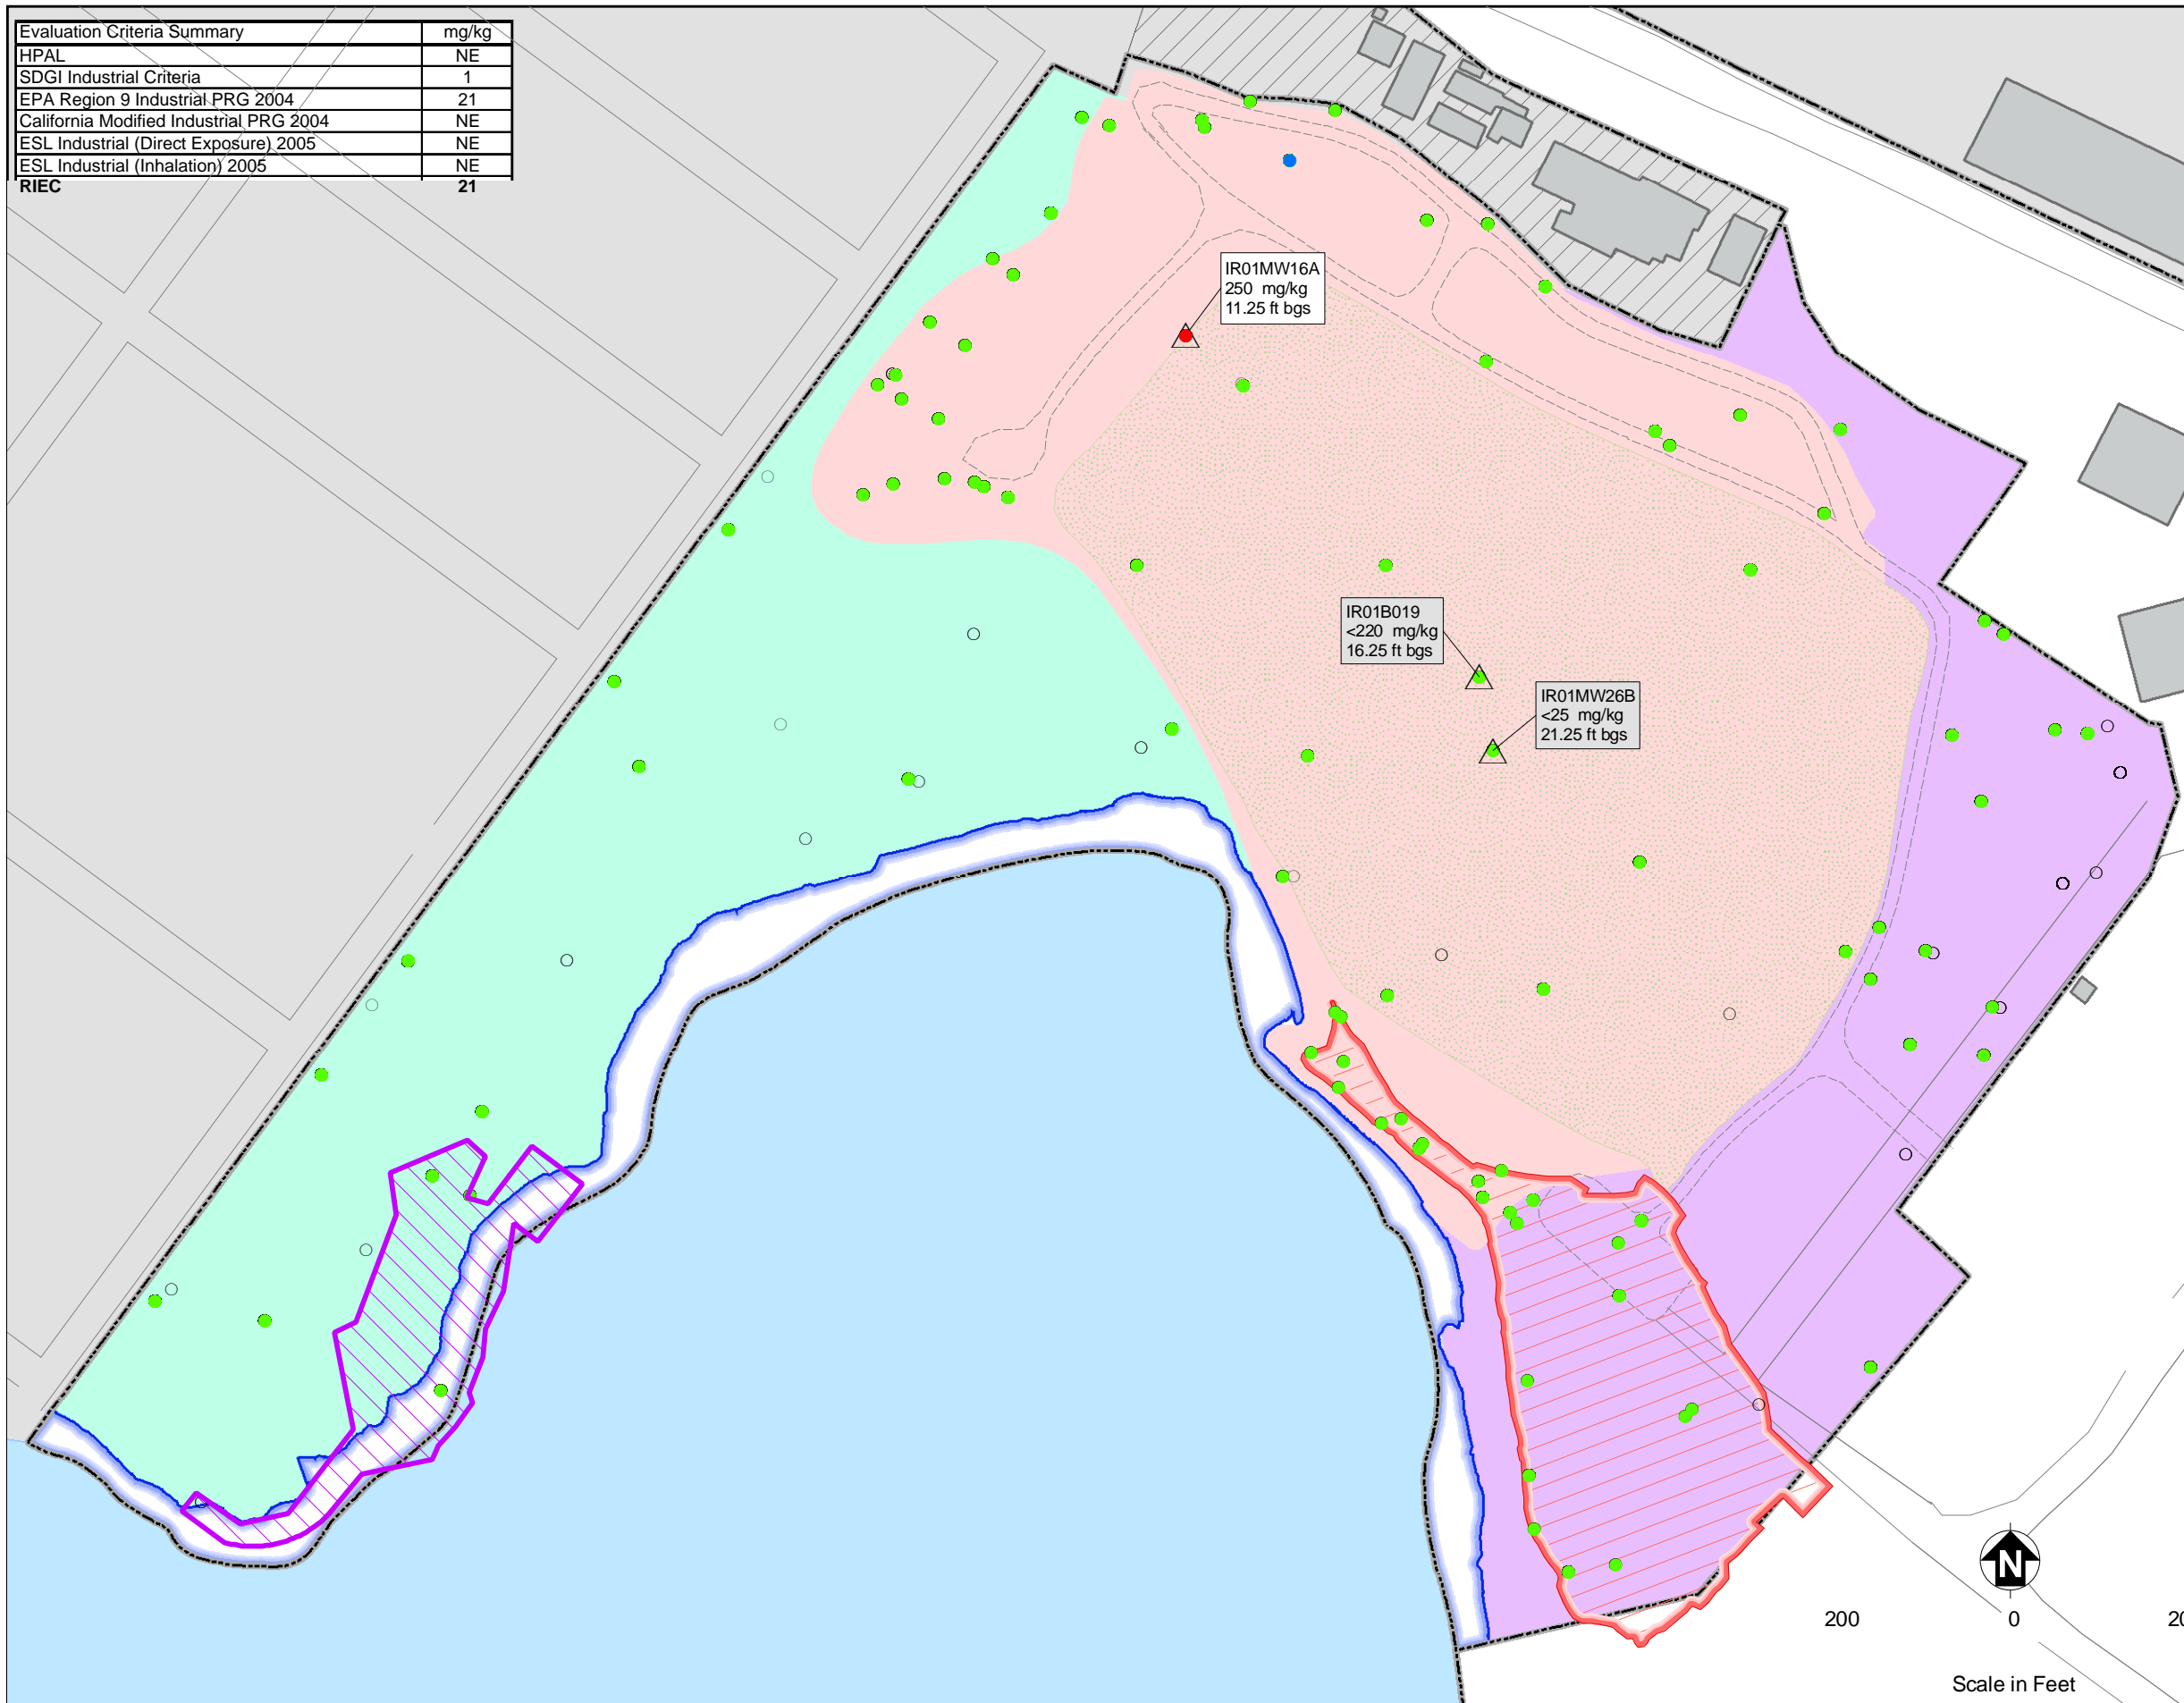 Evaluation Criteria Summary mg/kg
HPAL NE
SDGI Industrial Criteria 1
EPA Region 9 Industrial PRG 2004 21
California Modified Industrial PRG 2004 NE
ESL Industrial (Direct Exposure) 2005 NE
ESL Industrial (Inhalation) 2005 NE
RIEC 21
IR01MW16A
250 mg/kg
11.25 ft bgs
IR01B019
<220 mg/kg
16.25 ft bgs
IR01MW26B
<25 mg/kg
21.25 ft bgs
N
200 0
Scale in Feet